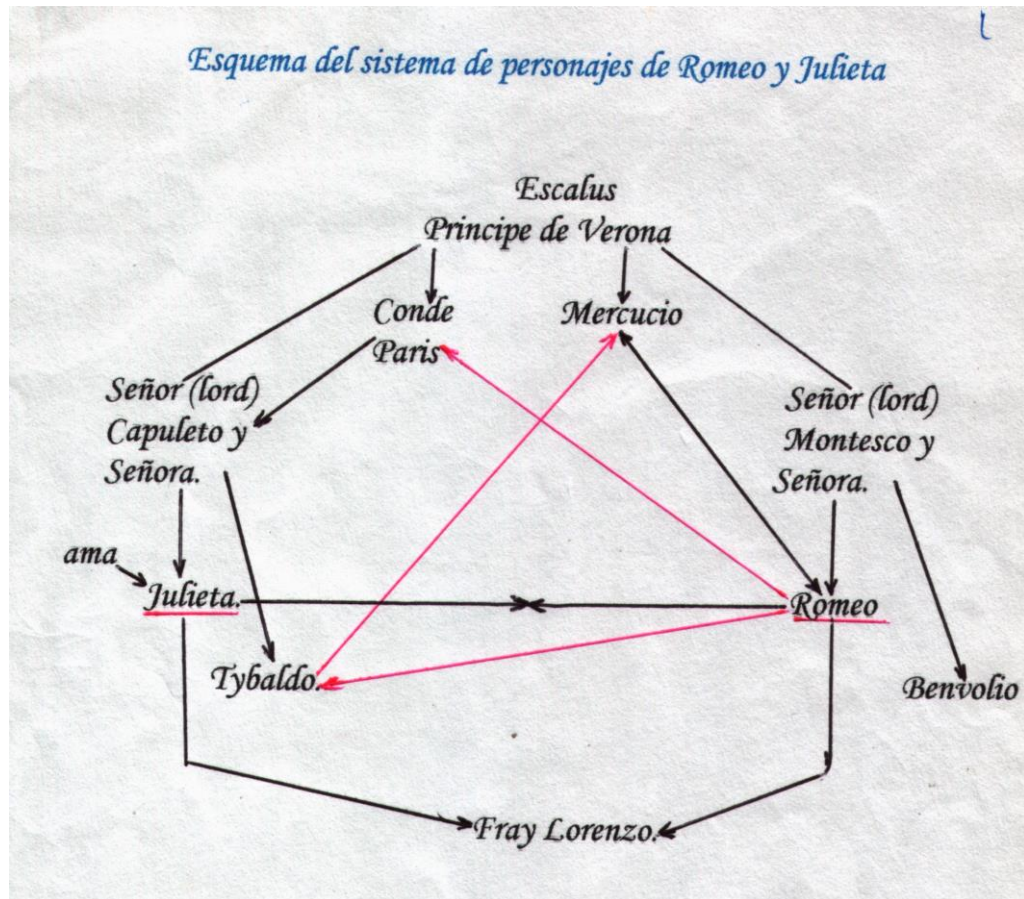 Esquema del sistema de personajes de Romeo y Julieta
Escalus
Principe de Verona
Conde
Paris
Mercucio
Señor (lord)
Capuleto y
Señora.
Señor (lord)
Montesco y
Señora.
ama
Julieta.
Romeo
Tybaldo.
Benvolio
Fray Lorenzo.